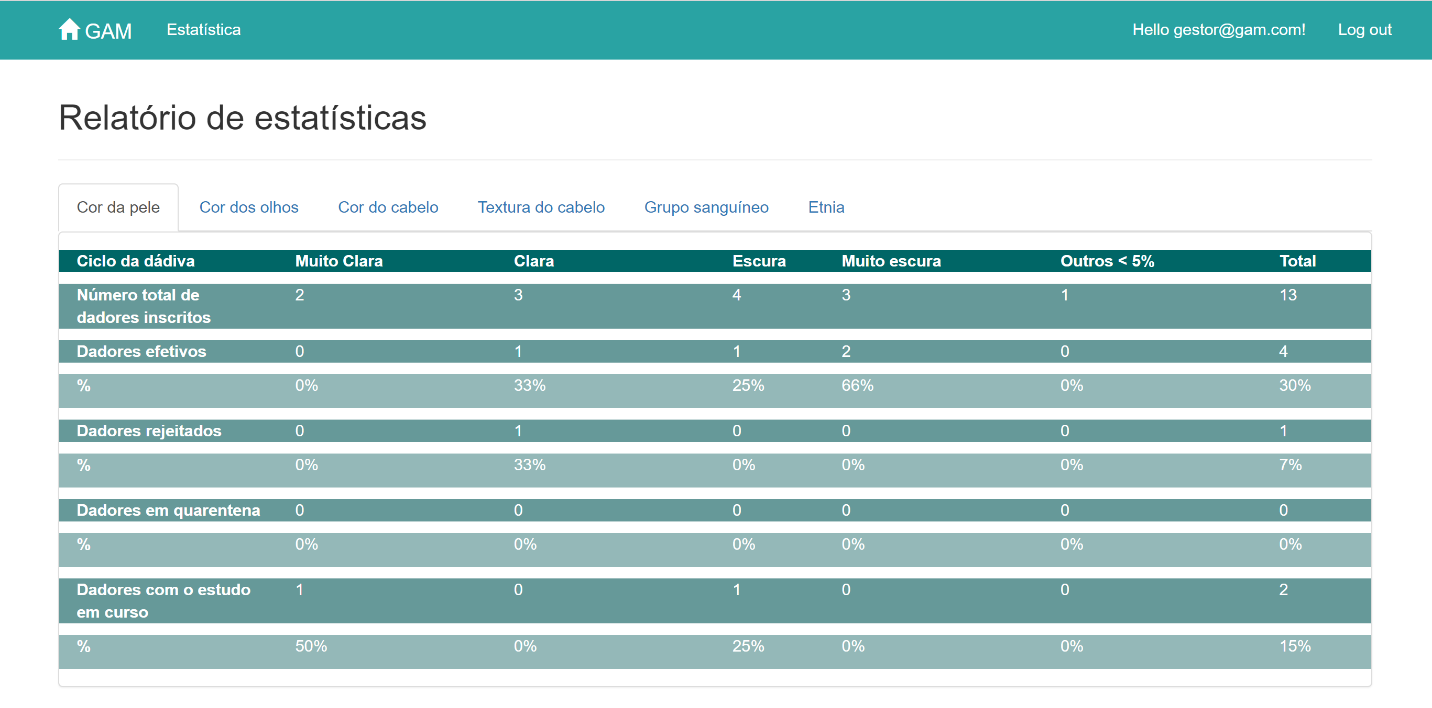 GAM Estatística Hello gestor@gam.com! Log out
Relatório de estatísticas
Cor da pele Cor dos olhos Cor do cabelo Textura do cabelo Grupo sanguíneo Etnia
Ciclo da dádiva Muito Clara Clara Escura Muito escura Outros < 5% Total
Número total de 2 3 4 3 1 13
dadores inscritos
Dadores efetivos 0 1 1 2 0 4
% 0% 33% 25% 66% 0% 30%
Dadores rejeitados 0 1 0 0 0 1
% 0% 33% 0% 0% 0% 7%
Dadores em quarentena 0 0 0 0 0 0
% 0% 0% 0% 0% 0% 0%
Dadores com o estudo 1 0 1 0 0 2
em curso
% 50% 0% 25% 0% 0% 15%